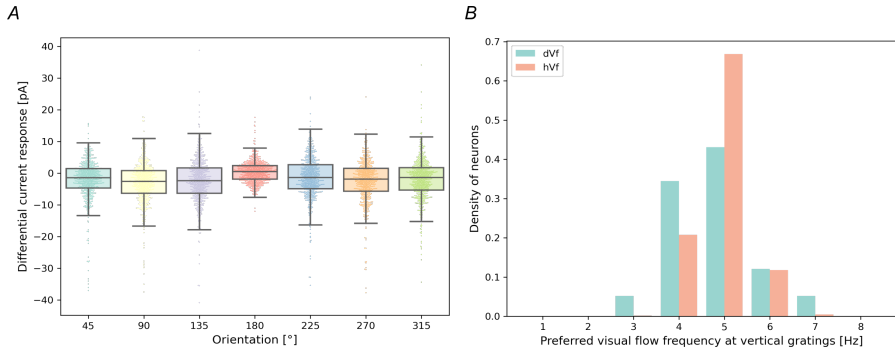 A
B
Differential current response [pA]
40
30
20
10
0
−10
−20
−30
−40
45 90 135 180 225 270 315
Orientation [°]
Density of neurons
0.7
0.6
0.5
0.4
0.3
0.2
0.1
0.0
dVf
hVf
1 2 3 4 5 6 7 8
Preferred visual flow frequency at vertical gratings [Hz]